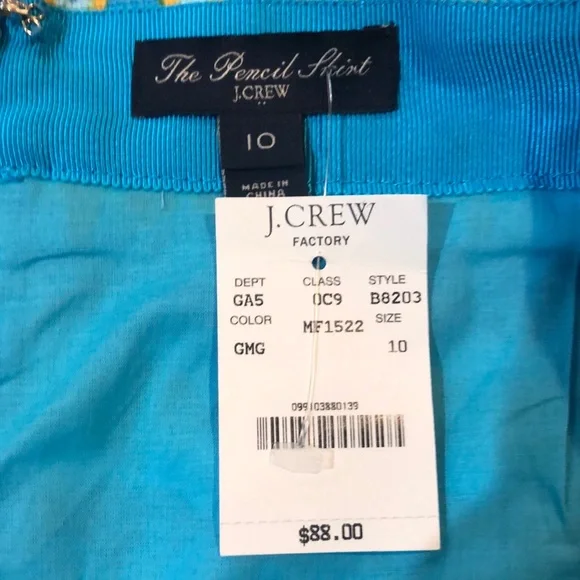 The Pencil Skirt
J.CREW
10
MADE IN
CHINA
J.CREW
FACTORY
DEPT CLASS STYLE
GA5 0C9 B8203
COLOR MF1522 SIZE
GMG 10
099103880139
$88.00